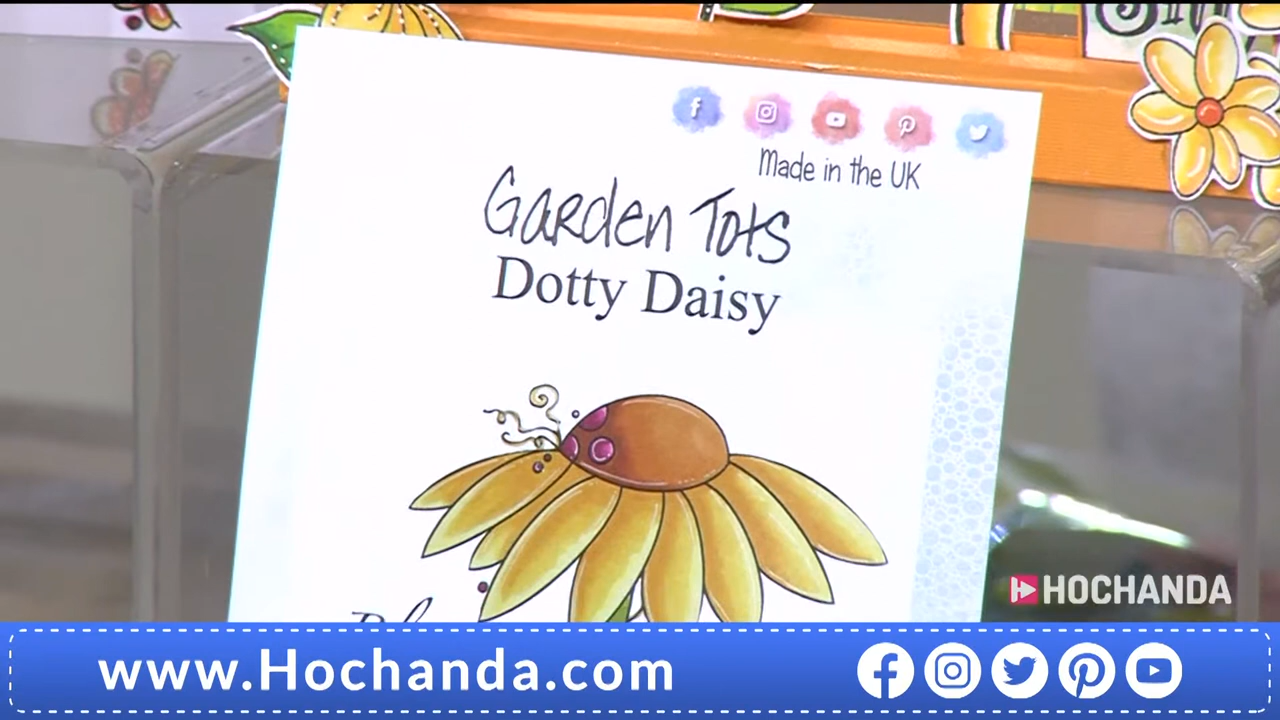 Made in the UK
Garden Tots
Dotty Daisy
HOCHANDA
www.Hochanda.com